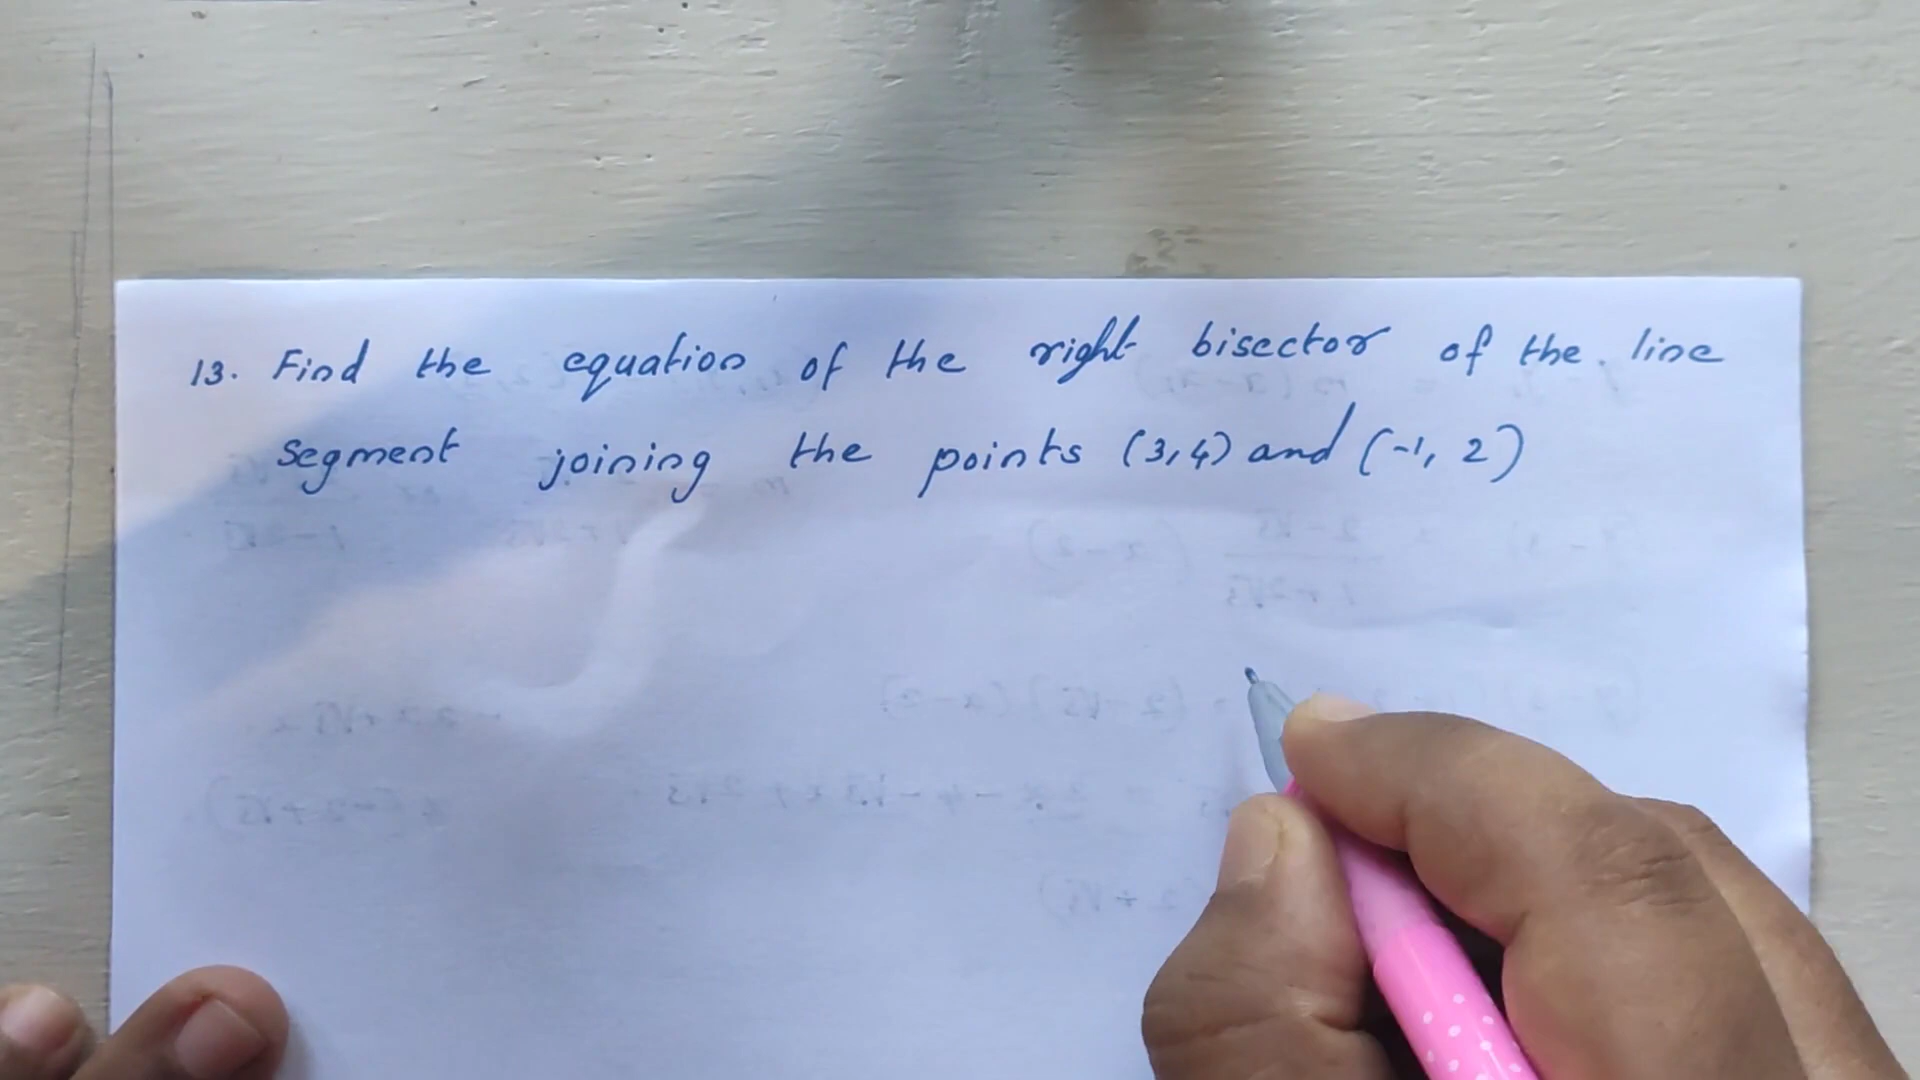 13. Find the equation of the right bisector of the line
segment joining the points (3,4) and (-1, 2)